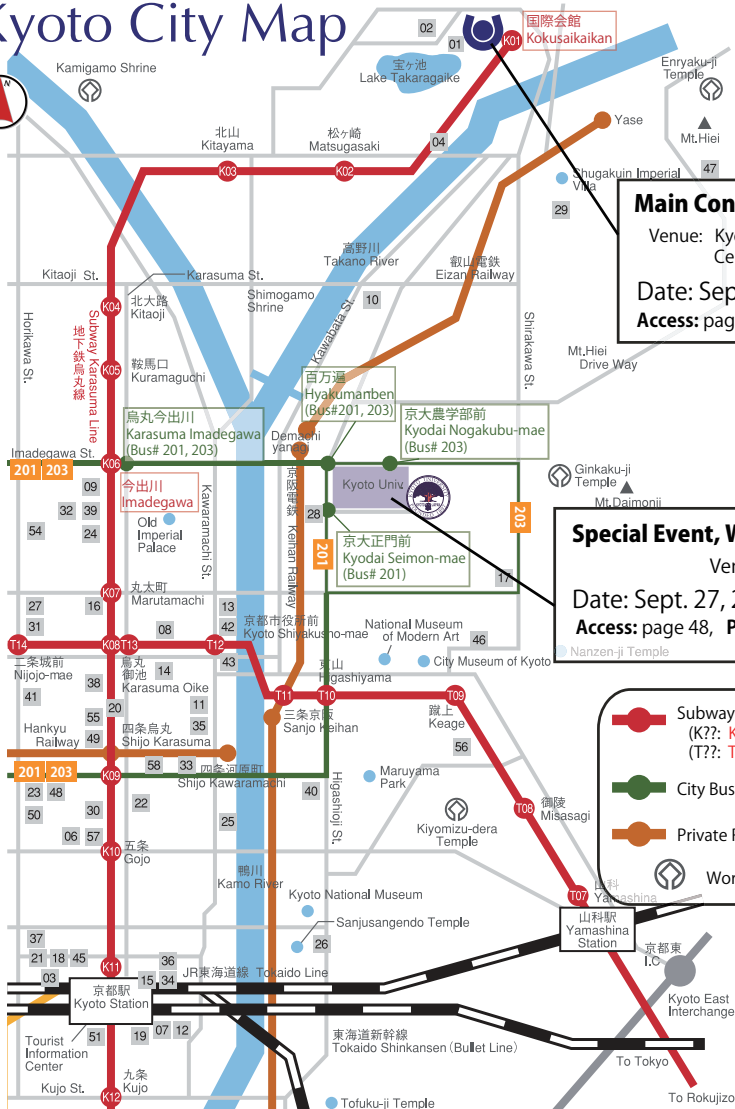 Kyoto City Map
N
国際会館
Kokusaikaikan
K01
02
01
宝ヶ池
Lake Takaragaike
Kamigamo Shrine
Enryaku-ji
Temple
Mt.Hiei
47
北山
Kitayama
松ヶ崎
Matsugasaki
04
K03
K02
Yase
Shugakuin Imperial
Villa
29
Main Con
Venue: Kyo
Ce
Date: Sep
Access: pag
高野川
Takano River
叡山電鉄
Eizan Railway
Kitaoji St.
Karasuma St.
Shimogamo
Shrine
10
Kawabata St.
Shirakawa St.
K04
北大路
Kitaoji
Horikawa St.
Subway Karasuma Line
地下鉄烏丸線
K05
鞍馬口
Kuramaguchi
Mt.Hiei
Drive Way
百万遍
Hyakumanben
(Bus#201, 203)
烏丸今出川
Karasuma Imadegawa
(Bus# 201, 203)
京大農学部前
Kyodai Nogakubu-mae
(Bus# 203)
Demachi
yanagi
Imadegawa St.
K06
201 203
今出川
Imadegawa
09
32
39
54
24
Old
Imperial
Palace
Kawaramachi St.
京阪電鉄 Keihan Railway
Kyoto Univ.
28
201
203
京大正門前
Kyodai Seimon-mae
(Bus# 201)
Ginkaku-ji
Temple
Mt.Daimonji
Special Event, W
Ven
Date: Sept. 27, 2
Access: page 48, P
17
K07
丸太町
Marutamachi
27
16
31
08
13
42
京都市役所前
Kyoto Shiyakusho-mae
National Museum
of Modern Art
46
City Museum of Kyoto
Nanzen-ji Temple
T14
K08
T13
T12
二条城前
Nijojo-mae
烏丸
御池
Karasuma Oike
14
43
東山
Higashiyama
41
38
20
11
T11
T10
T09
三条京阪
Sanjo Keihan
蹴上
Keage
56
55
35
Hankyu
Railway
49
四条烏丸
Shijo Karasuma
58
33
四条河原町
Shijo Kawaramachi
201 203
K09
23
48
50
30
22
06
57
25
40
Higashioji St.
Maruyama
Park
Kiyomizu-dera
Temple
T08
御陵
Misasagi
Subway
(K??: K
(T??: T
City Bus
Private R
Wor
K10
五条
Gojo
鴨川
Kamo River
Kyoto National Museum
Sanjusangendo Temple
26
T07
山科
Yamashina
山科駅
Yamashina
Station
京都東
I.C
Kyoto East
Interchange
37
21
18
45
03
K11
36
15
34
JR東海道線 Tokaido Line
京都駅
Kyoto Station
51
19
07
12
Tourist
Information
Center
東海道新幹線
Tokaido Shinkansen (Bullet Line)
To Tokyo
九条
Kujo
Kujo St.
K12
Tofuku-ji Temple
To Rokujizo